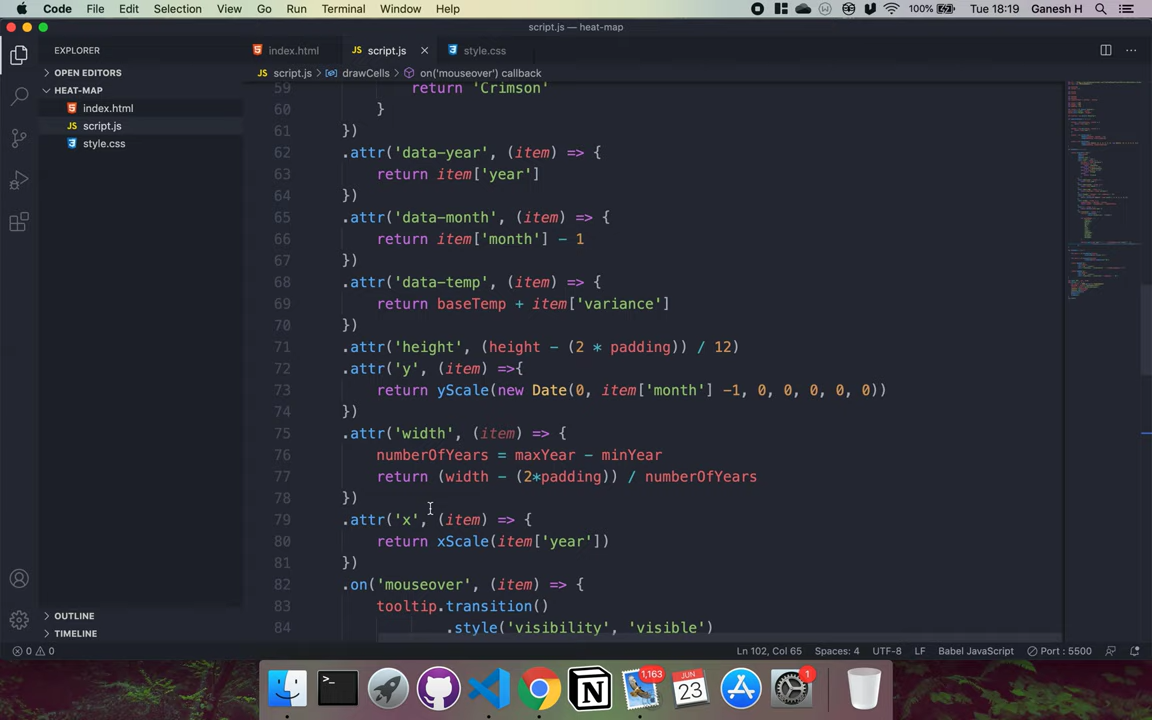 Code File Edit Selection View Go Run Terminal Window Help 100% Tue 18:19 Ganesh H
script.js — heat-map
EXPLORER
index.html script.js style.css
OPEN EDITORS
script.js > drawCells > on('mouseover') callback
HEAT-MAP
index.html
script.js
style.css
59 return 'Crimson'
60 }
61 })
62 .attr('data-year', (item) => {
63 return item['year']
64 })
65 .attr('data-month', (item) => {
66 return item['month'] - 1
67 })
68 .attr('data-temp', (item) => {
69 return baseTemp + item['variance']
70 })
71 .attr('height', (height - (2 * padding)) / 12)
72 .attr('y', (item) =>{
73 return yScale(new Date(0, item['month'] -1, 0, 0, 0, 0, 0))
74 })
75 .attr('width', (item) => {
76 numberOfYears = maxYear - minYear
77 return (width - (2*padding)) / numberOfYears
78 })
79 .attr('x', (item) => {
80 return xScale(item['year'])
81 })
82 .on('mouseover', (item) => {
83 tooltip.transition()
84 .style('visibility', 'visible')
OUTLINE
TIMELINE
0 0 Ln 102, Col 65 Spaces: 4 UTF-8 LF Babel JavaScript Port : 5500
1,163
JUN
23
1